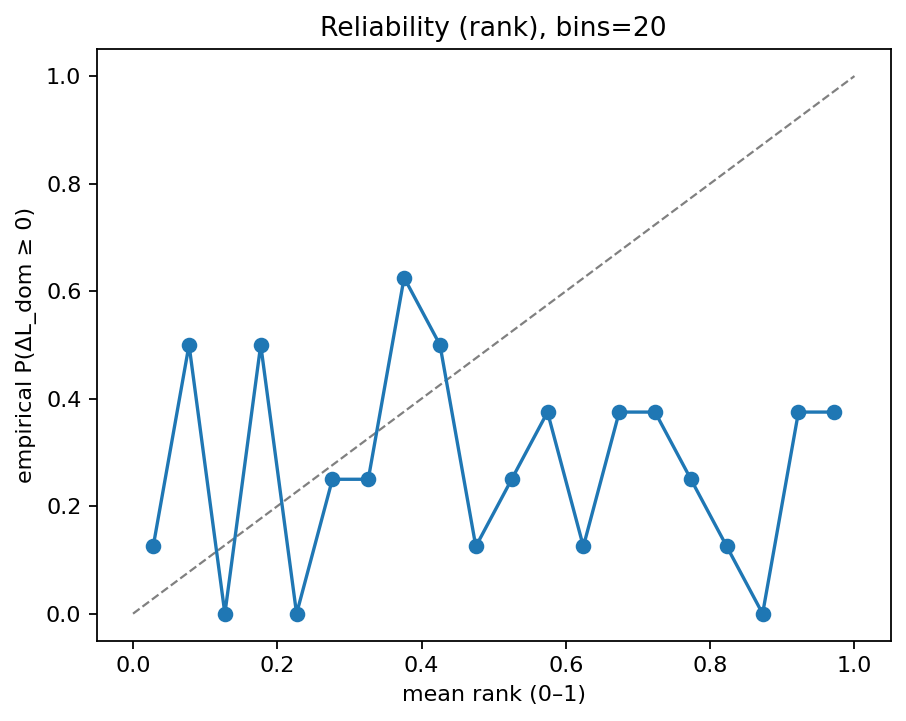 Reliability (rank), bins=20
empirical P(ΔL_dom ≥ 0)
1.0
0.8
0.6
0.4
0.2
0.0
0.0 0.2 0.4 0.6 0.8 1.0
mean rank (0–1)